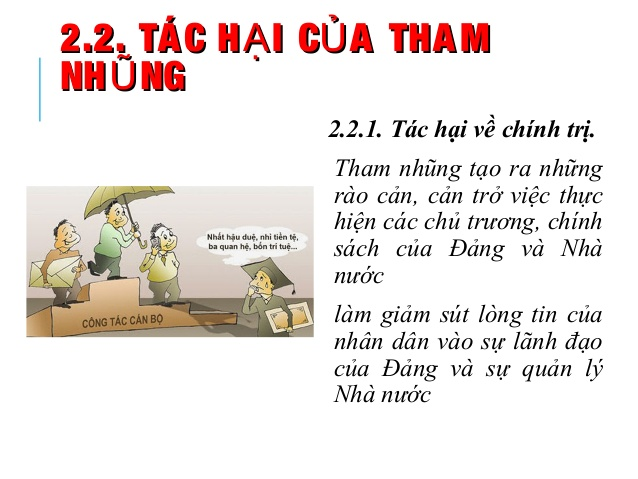 2.2. TÁC HẠI CỦA THAM
NHŨNG
2.2.1. Tác hại về chính trị.
Tham nhũng tạo ra những
rào cản, cản trở việc thực
hiện các chủ trương, chính
sách của Đảng và Nhà
nước
làm giảm sút lòng tin của
nhân dân vào sự lãnh đạo
của Đảng và sự quản lý
Nhà nước
Nhất hậu duệ, nhì tiền tệ,
ba quan hệ, bốn trí tuệ...
CÔNG TÁC CÁN BỘ